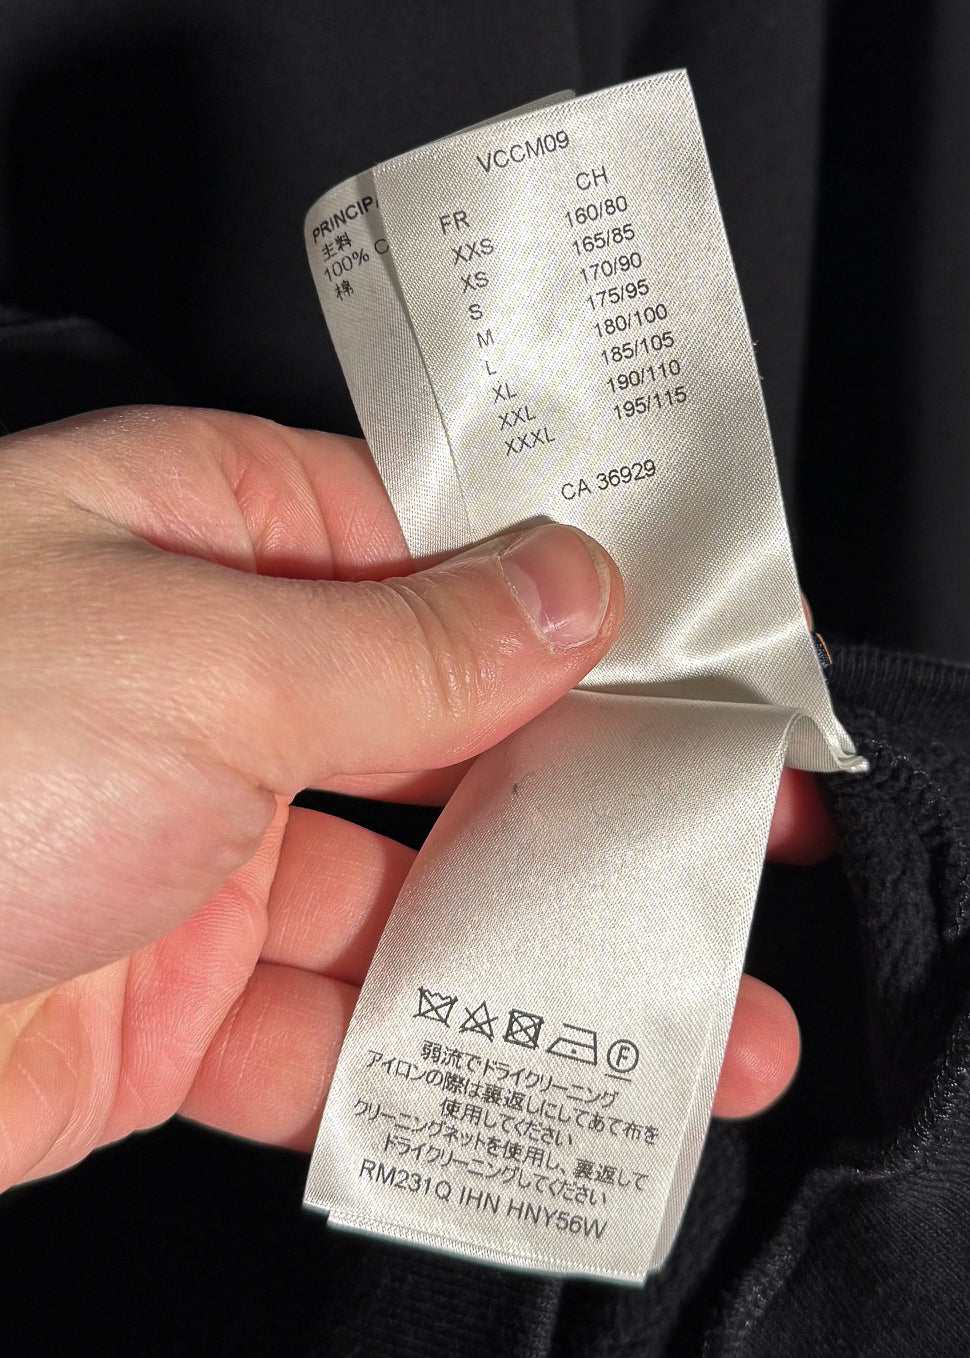 VCCM09
FR CH
XXS 160/80
XS 165/85
S 170/90
M 175/95
L 180/100
XL 185/105
XXL 190/110
XXXL 195/115
CA 36929
主料
100%
棉
F
弱流でドライクリーニング
アイロンの際は裏返しにしてあて布を
使用してください
クリーニングネットを使用し、裏返して
ドライクリーニングしてください
RM231Q IHN HNY56W